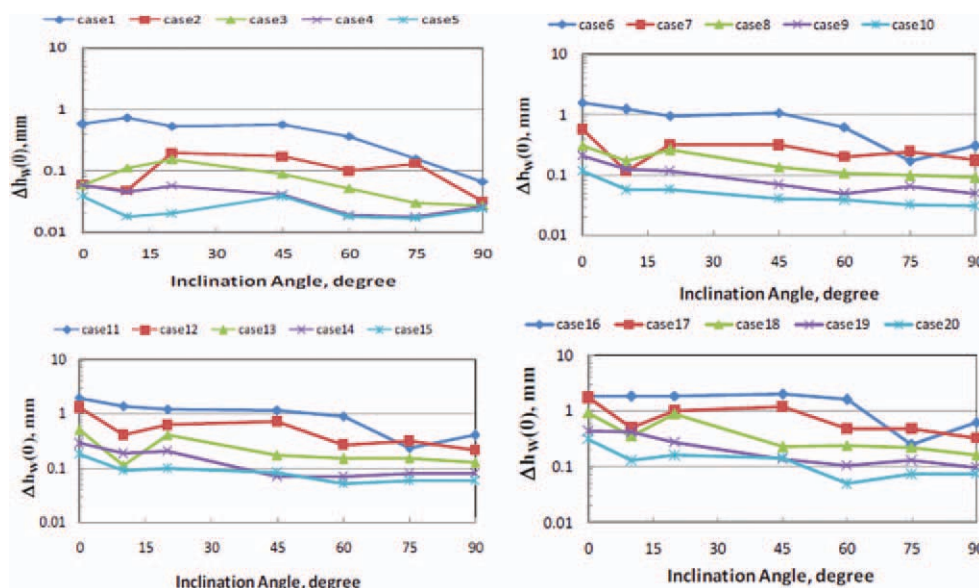 case1 case2 case3 case4 case5
10
1
0.1
0.01
Δhw(0), mm
0 15 30 45 60 75 90
Inclination Angle, degree
case6 case7 case8 case9 case10
10
1
0.1
0.01
Δhw(0), mm
0 15 30 45 60 75 90
Inclination Angle, degree
case11 case12 case13 case14 case15
10
1
0.1
0.01
Δhw(0), mm
0 15 30 45 60 75 90
Inclination Angle, degree
case16 case17 case18 case19 case20
10
1
0.1
0.01
Δhw(0), mm
0 15 30 45 60 75 90
Inclination Angle, degree